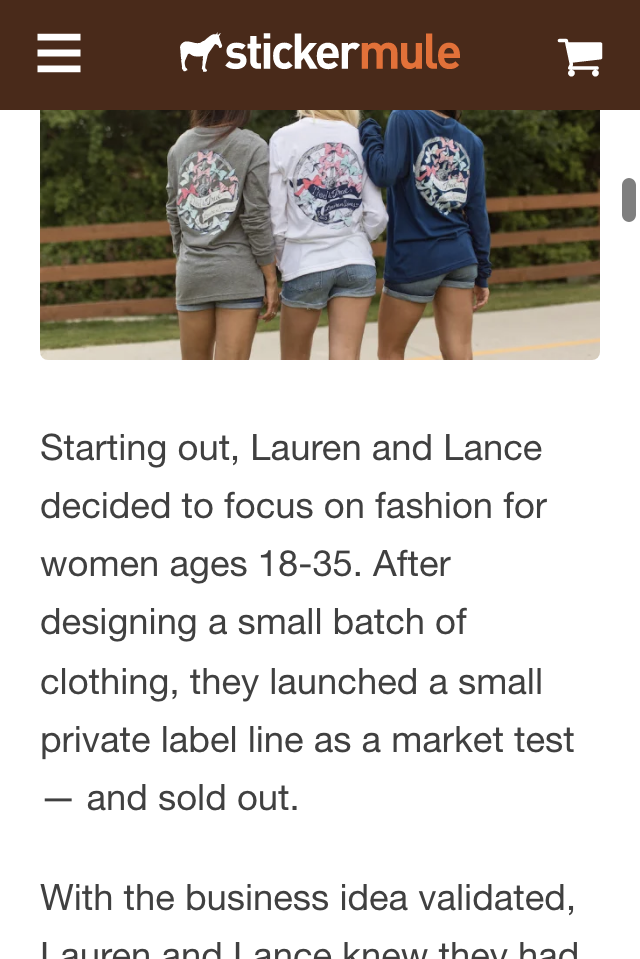 stickermule
Starting out, Lauren and Lance
decided to focus on fashion for
women ages 18-35. After
designing a small batch of
clothing, they launched a small
private label line as a market test
— and sold out.
With the business idea validated,
Lauren and Lance knew they had